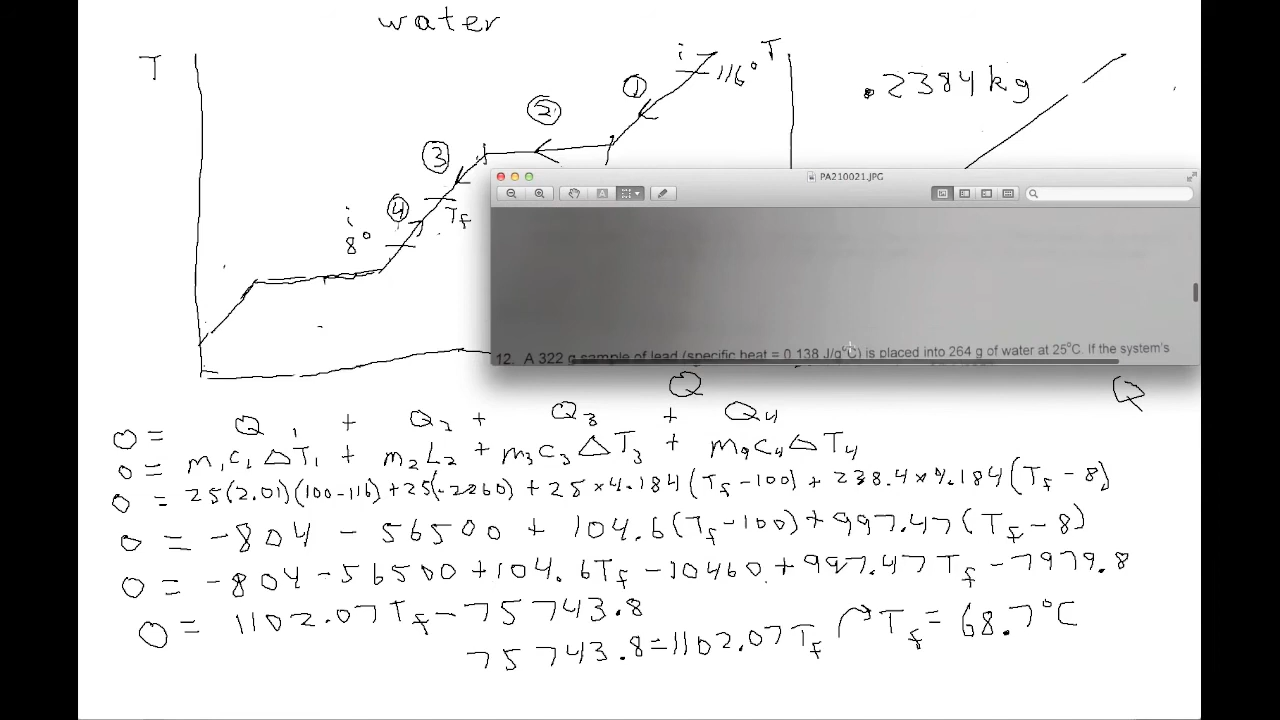 water
T
i
116°
T
.2384 kg
①
②
③
④
Tf
i
8°
PA210021.JPG
12. A 322 g sample of lead (specific heat = 0.138 J/g°C) is placed into 264 g of water at 25°C. If the system's
Q
Q
0 = Q1 + Q2 + Q3 + Q4
0 = m1c1ΔT1 + m2L2 + m3c3ΔT3 + m4c4ΔT4
0 = 25(2.01)(100-116) + 25(-2260) + 25×4.184(Tf-100) + 238.4×4.184(Tf-8)
0 = -804 - 56500 + 104.6(Tf-100) + 997.47(Tf-8)
0 = -804 - 56500 + 104.6Tf - 10460 + 997.47Tf - 7979.8
0 = 1102.07Tf - 75743.8
75743.8 = 1102.07Tf
Tf = 68.7°C